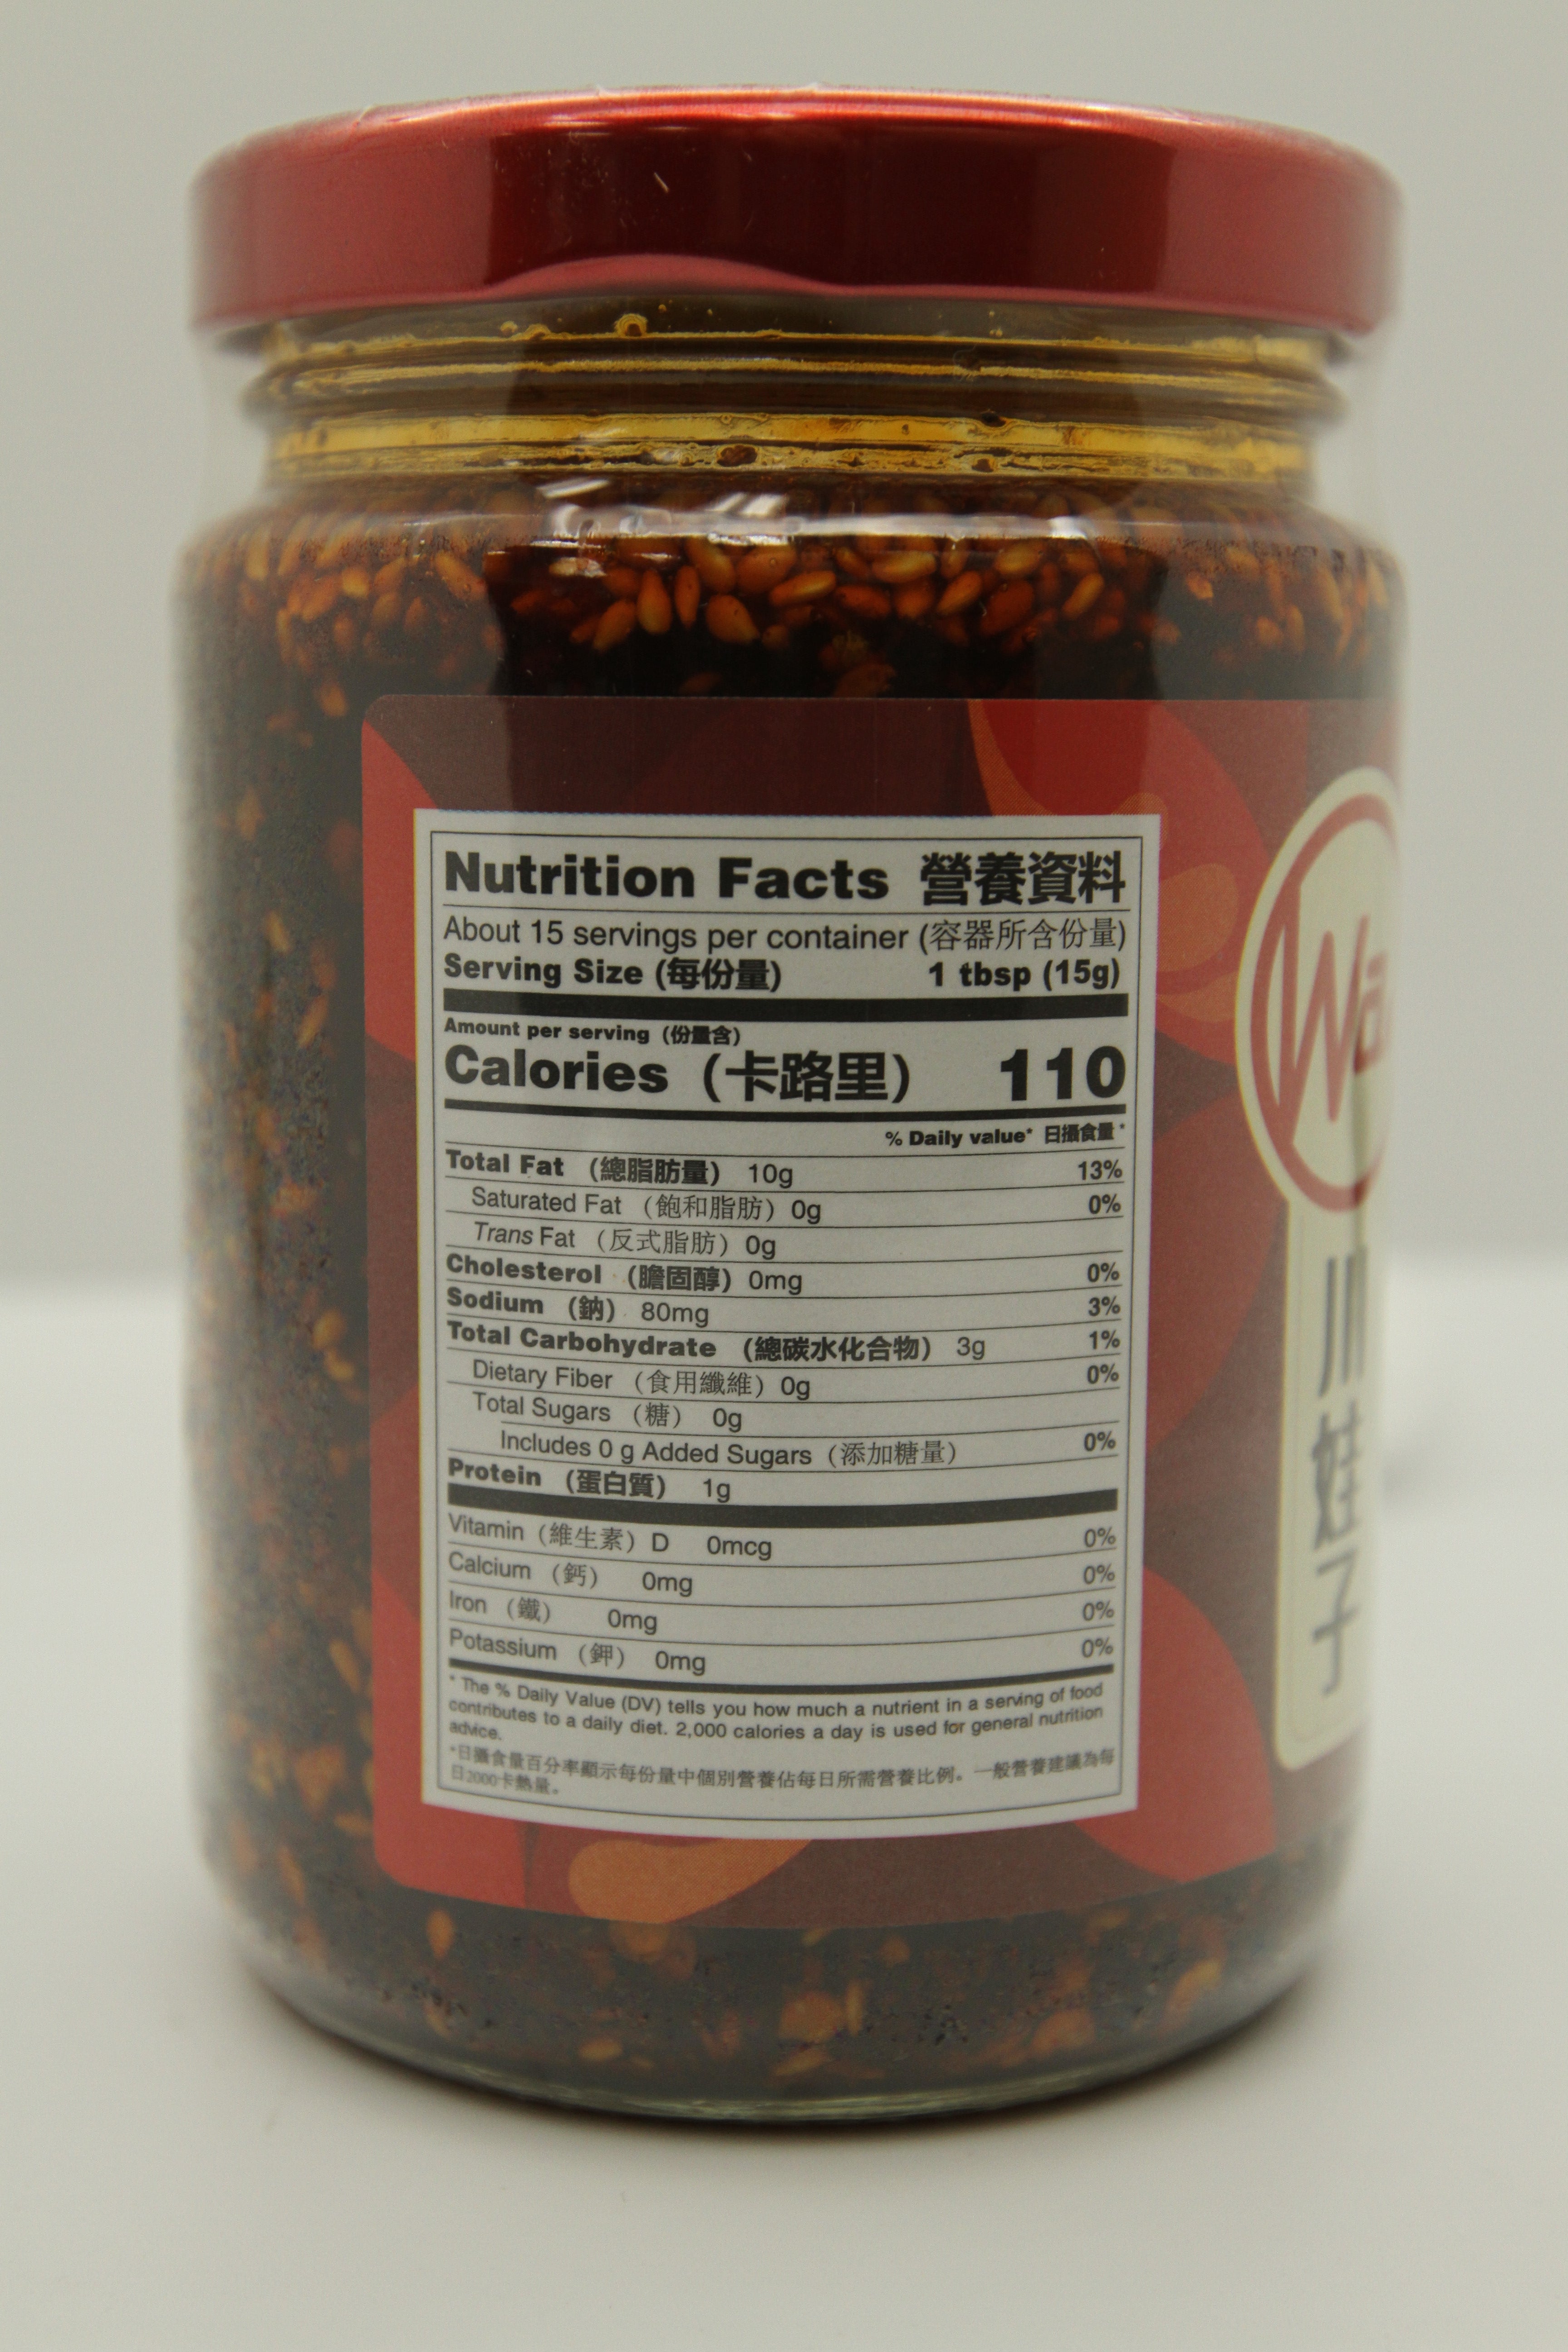 Nutrition Facts 營養資料
About 15 servings per container (容器所含份量)
Serving Size (每份量) 1 tbsp (15g)
Amount per serving (份量含)
Calories (卡路里) 110
% Daily value* 日攝食量*
Total Fat (總脂肪量) 10g 13%
Saturated Fat (飽和脂肪) 0g 0%
Trans Fat (反式脂肪) 0g
Cholesterol (膽固醇) 0mg 0%
Sodium (鈉) 80mg 3%
Total Carbohydrate (總碳水化合物) 3g 1%
Dietary Fiber (食用纖維) 0g 0%
Total Sugars (糖) 0g
Includes 0 g Added Sugars (添加糖量) 0%
Protein (蛋白質) 1g
Vitamin (維生素) D 0mcg 0%
Calcium (鈣) 0mg 0%
Iron (鐵) 0mg 0%
Potassium (鉀) 0mg 0%
* The % Daily Value (DV) tells you how much a nutrient in a serving of food
contributes to a daily diet. 2,000 calories a day is used for general nutrition
advice.
*日攝食量百分率顯示每份量中個別營養佔每日所需營養比例。一般營養建議為每
日2000卡熱量。
川娃子